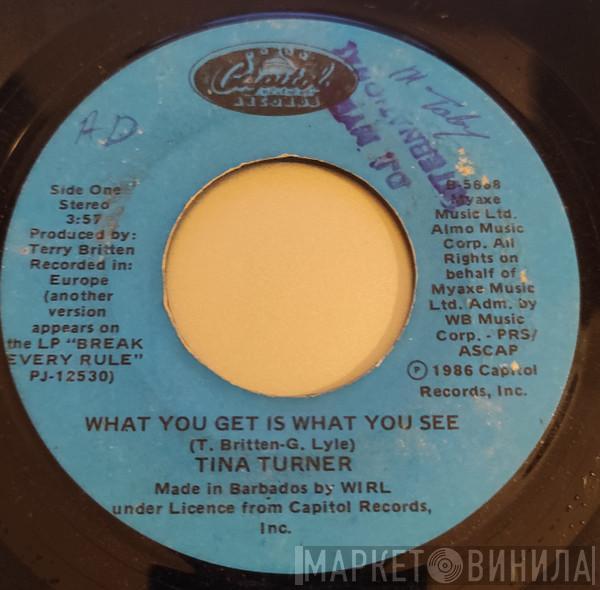 Capitol
RECORDS
AD
Side One
Stereo
3:57
Produced by:
Terry Britten
Recorded in:
Europe
(another
version
appears on
the LP "BREAK
EVERY RULE"
PJ-12530)
B-5668
Myaxe
Music Ltd.
Almo Music
Corp. All
Rights on
behalf of
Myaxe Music
Ltd. Adm. by
WB Music
Corp. - PRS/
ASCAP
℗ 1986 Capitol
Records, Inc.
WHAT YOU GET IS WHAT YOU SEE
(T. Britten-G. Lyle)
TINA TURNER
Made in Barbados by WIRL
under Licence from Capitol Records,
Inc.
МАРКЕТ ВИНИЛА